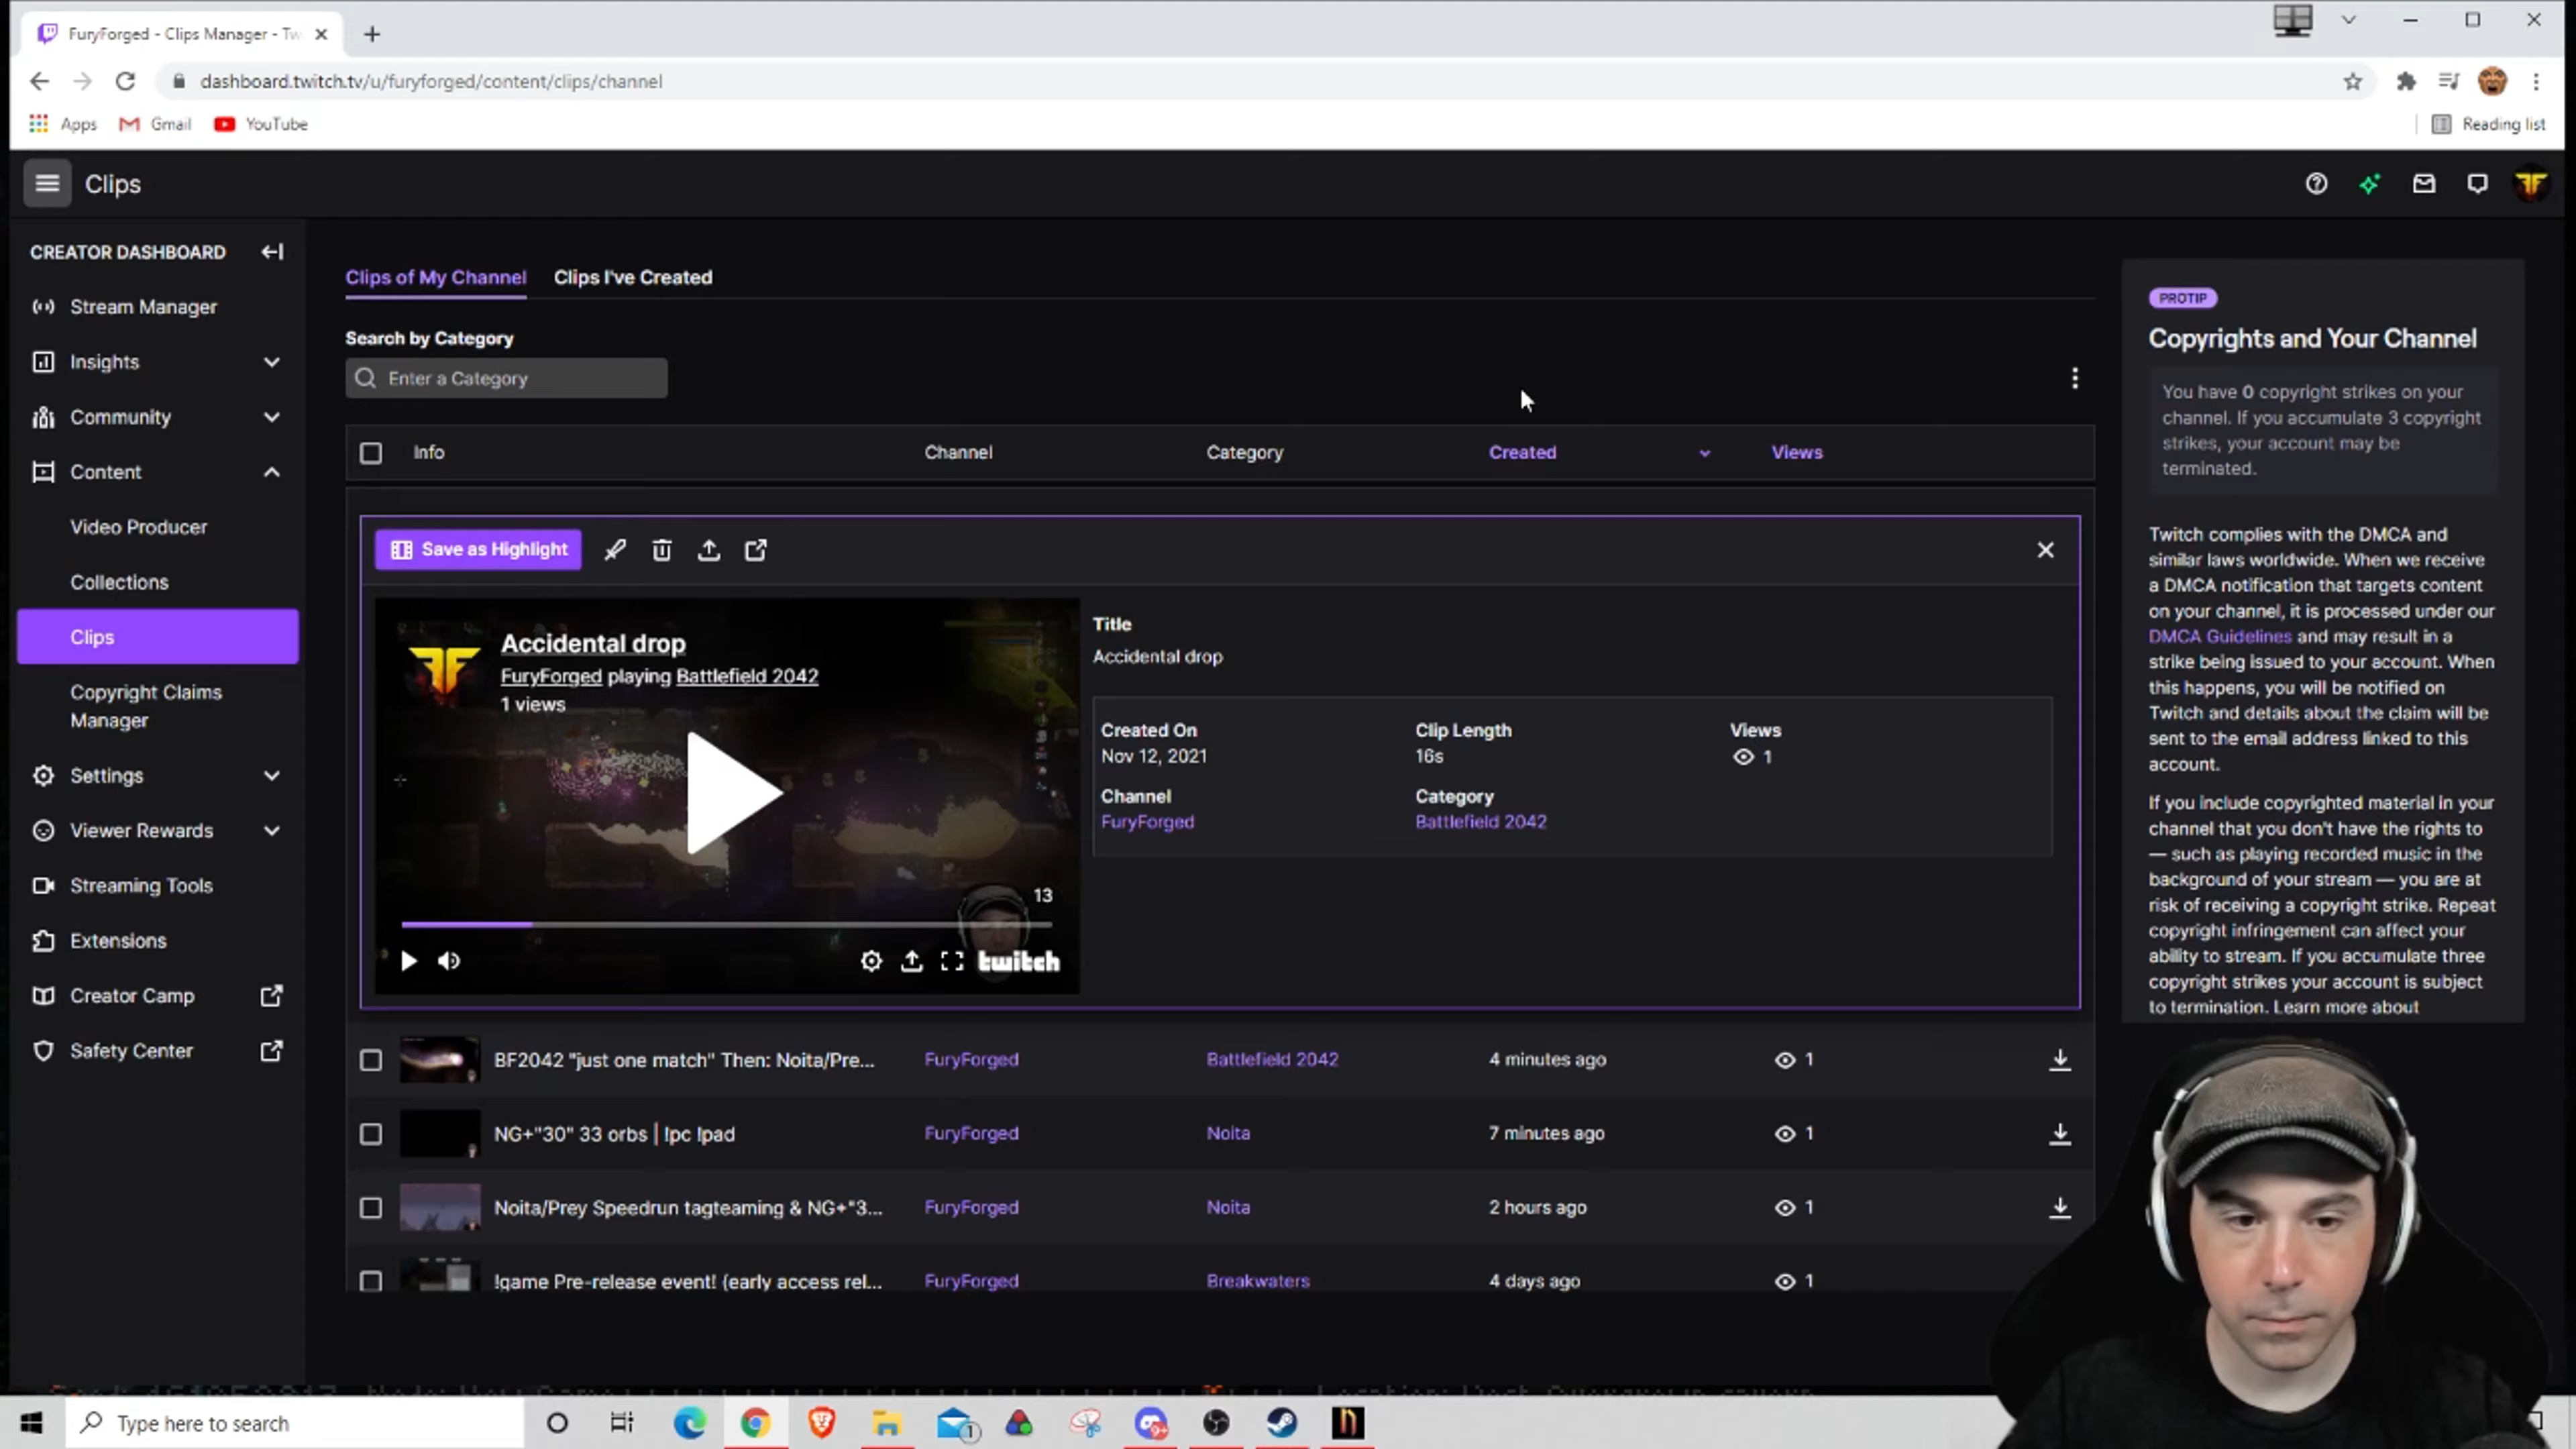 FuryForged - Clips Manager - Tw
dashboard.twitch.tv/u/furyforged/content/clips/channel
Apps
Gmail
YouTube
Reading list
Clips
CREATOR DASHBOARD
Stream Manager
Insights
Community
Content
Video Producer
Collections
Clips
Copyright Claims
Manager
Settings
Viewer Rewards
Streaming Tools
Extensions
Creator Camp
Safety Center
Clips of My Channel
Clips I've Created
Search by Category
Enter a Category
Info Channel Category Created Views
Save as Highlight
Accidental drop
FuryForged playing Battlefield 2042
1 views
13
twitch
Title
Accidental drop
Created On Clip Length Views
Nov 12, 2021 16s 1
Channel Category
FuryForged Battlefield 2042
BF2042 "just one match" Then: Noita/Pre... FuryForged Battlefield 2042 4 minutes ago 1
NG+"30" 33 orbs | !pc !pad FuryForged Noita 7 minutes ago 1
Noita/Prey Speedrun tagteaming & NG+"3... FuryForged Noita 2 hours ago 1
!game Pre-release event! (early access rel... FuryForged Breakwaters 4 days ago 1
PROTIP
Copyrights and Your Channel
You have 0 copyright strikes on your
channel. If you accumulate 3 copyright
strikes, your account may be
terminated.
Twitch complies with the DMCA and
similar laws worldwide. When we receive
a DMCA notification that targets content
on your channel, it is processed under our
DMCA Guidelines and may result in a
strike being issued to your account. When
this happens, you will be notified on
Twitch and details about the claim will be
sent to the email address linked to this
account.
If you include copyrighted material in your
channel that you don't have the rights to
— such as playing recorded music in the
background of your stream — you are at
risk of receiving a copyright strike. Repeat
copyright infringement can affect your
ability to stream. If you accumulate three
copyright strikes your account is subject
to termination. Learn more about
Type here to search
1
9+